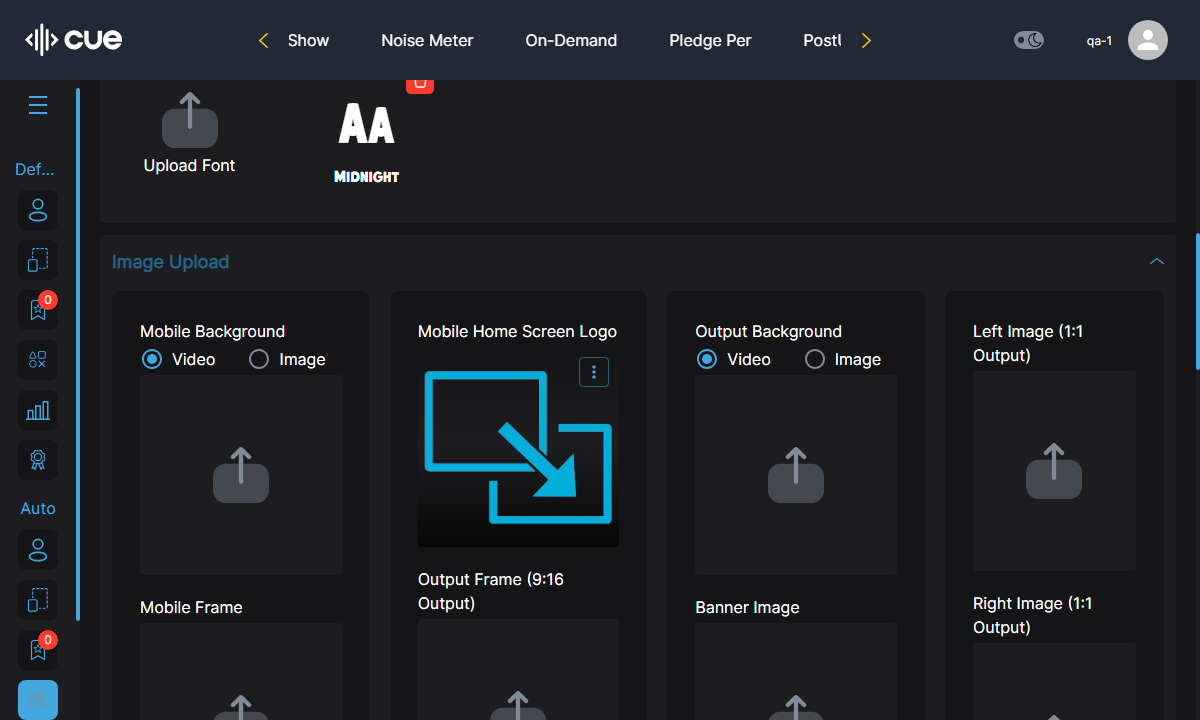 cue
Show
Noise Meter
On-Demand
Pledge Per
qa-1
Def...
Upload Font
AA
MIDNIGHT
Image Upload
Mobile Background
Video
Image
Mobile Home Screen Logo
Output Background
Video
Image
Left Image (1:1
Output)
0
Auto
Output Frame (9:16
Output)
Mobile Frame
Banner Image
Right Image (1:1
Output)
0